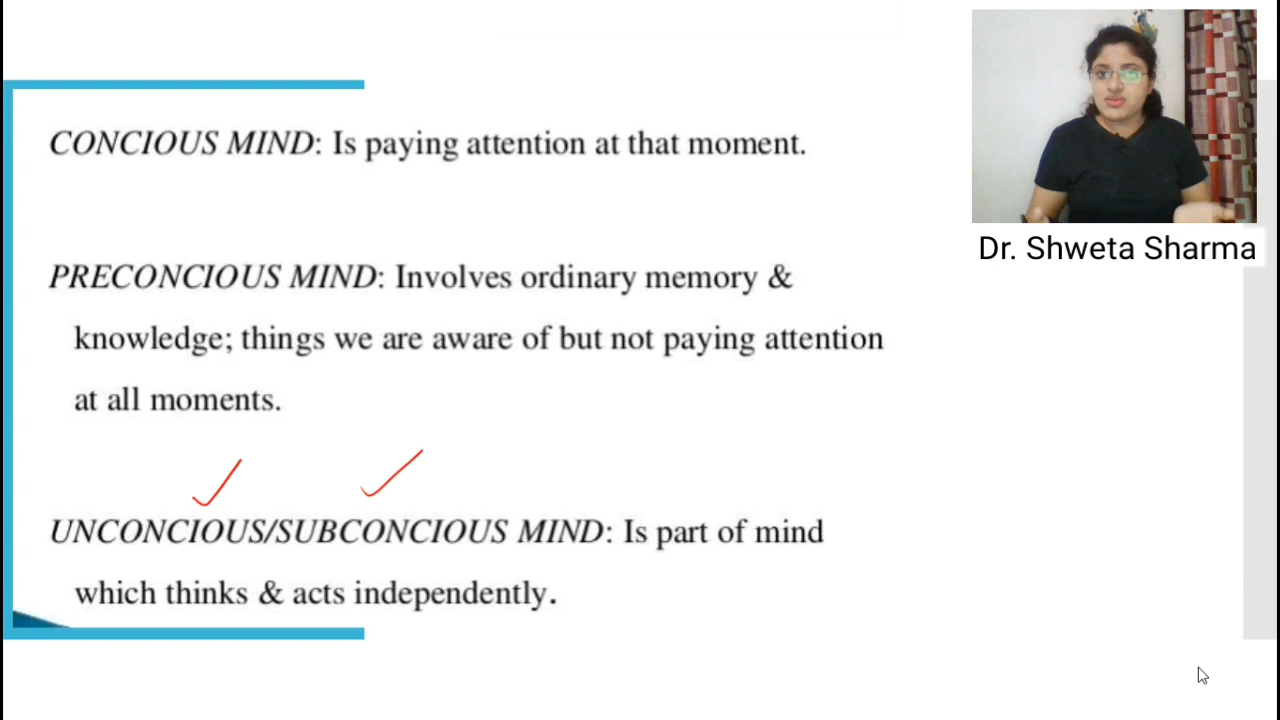 CONCIOUS MIND: Is paying attention at that moment.
Dr. Shweta Sharma
PRECONCIOUS MIND: Involves ordinary memory &
knowledge; things we are aware of but not paying attention
at all moments.
UNCONCIOUS/SUBCONCIOUS MIND: Is part of mind
which thinks & acts independently.